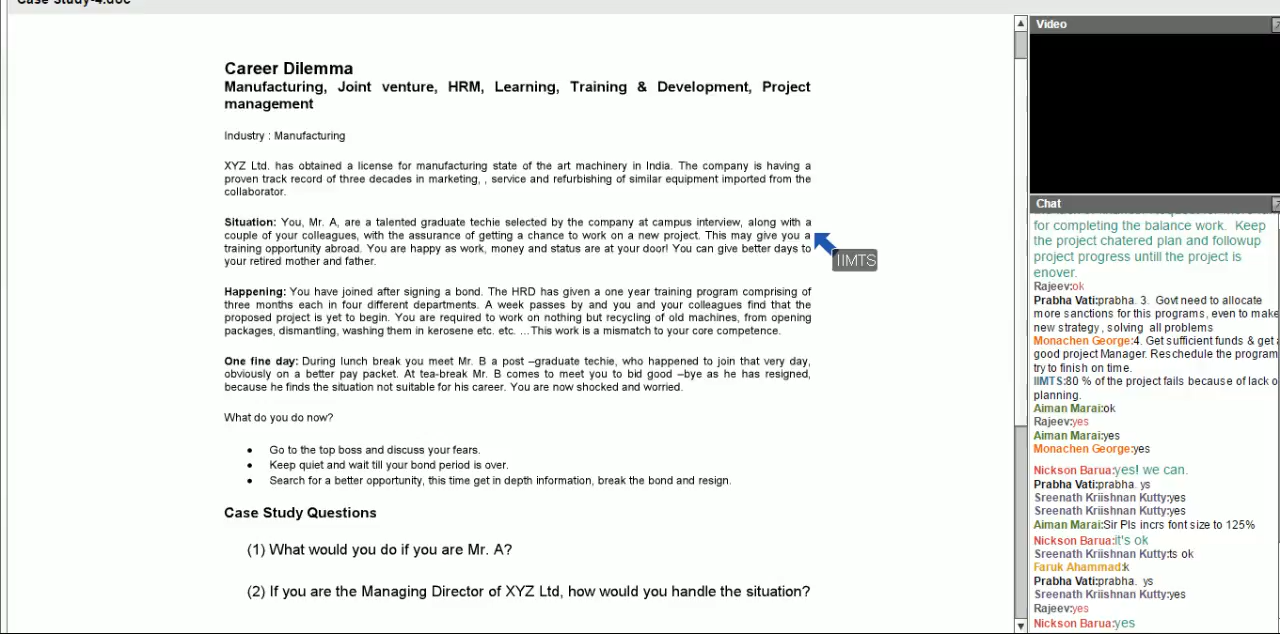 Case Study-4.doc
Career Dilemma
Manufacturing, Joint venture, HRM, Learning, Training & Development, Project
management
Industry : Manufacturing
XYZ Ltd. has obtained a license for manufacturing state of the art machinery in India. The company is having a
proven track record of three decades in marketing, , service and refurbishing of similar equipment imported from the
collaborator.
Situation: You, Mr. A, are a talented graduate techie selected by the company at campus interview, along with a
couple of your colleagues, with the assurance of getting a chance to work on a new project. This may give you a
training opportunity abroad. You are happy as work, money and status are at your door! You can give better days to
your retired mother and father.
IIMTS
Happening: You have joined after signing a bond. The HRD has given a one year training program comprising of
three months each in four different departments. A week passes by and you and your colleagues find that the
proposed project is yet to begin. You are required to work on nothing but recycling of old machines, from opening
packages, dismantling, washing them in kerosene etc. etc. ...This work is a mismatch to your core competence.
One fine day: During lunch break you meet Mr. B a post –graduate techie, who happened to join that very day,
obviously on a better pay packet. At tea-break Mr. B comes to meet you to bid good –bye as he has resigned,
because he finds the situation not suitable for his career. You are now shocked and worried.
What do you do now?
• Go to the top boss and discuss your fears.
• Keep quiet and wait till your bond period is over.
• Search for a better opportunity, this time get in depth information, break the bond and resign.
Case Study Questions
(1) What would you do if you are Mr. A?
(2) If you are the Managing Director of XYZ Ltd, how would you handle the situation?
Video
Chat
for completing the balance work. Keep
the project chatered plan and followup
project progress untill the project is
enover.
Rajeev:ok
Prabha Vati:prabha. 3. Govt need to allocate
more sanctions for this programs, even to make
new strategy, solving all problems
Monachen George:4. Get sufficient funds & get
good project Manager. Reschedule the program
try to finish on time.
IIMTS:80 % of the project fails because of lack o
planning.
Aiman Marai:ok
Rajeev:yes
Aiman Marai:yes
Monachen George:yes
Nickson Barua:yes! we can.
Prabha Vati:prabha. ys
Sreenath Kriishnan Kutty:yes
Sreenath Kriishnan Kutty:yes
Aiman Marai:Sir Pls incrs font size to 125%
Nickson Barua:it's ok
Sreenath Kriishnan Kutty:ts ok
Faruk Ahammad:k
Prabha Vati:prabha. ys
Sreenath Kriishnan Kutty:yes
Rajeev:yes
Nickson Barua:yes